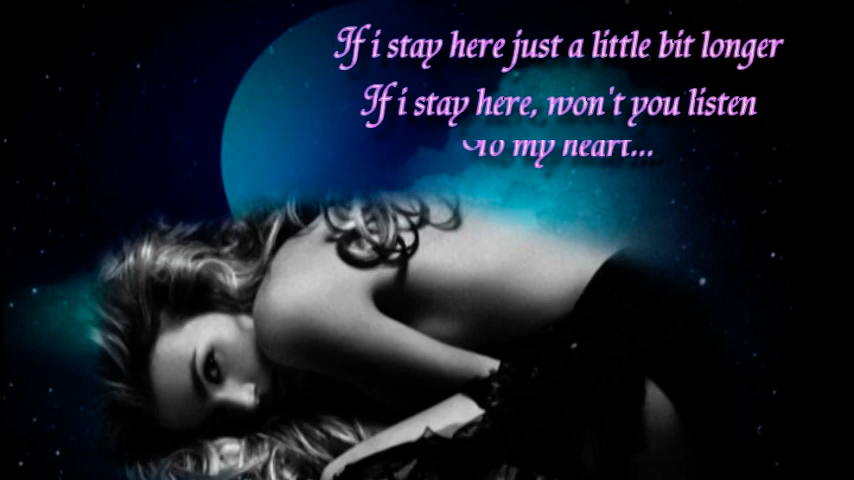 If i stay here just a little bit longer
If i stay here, won't you listen
To my heart...